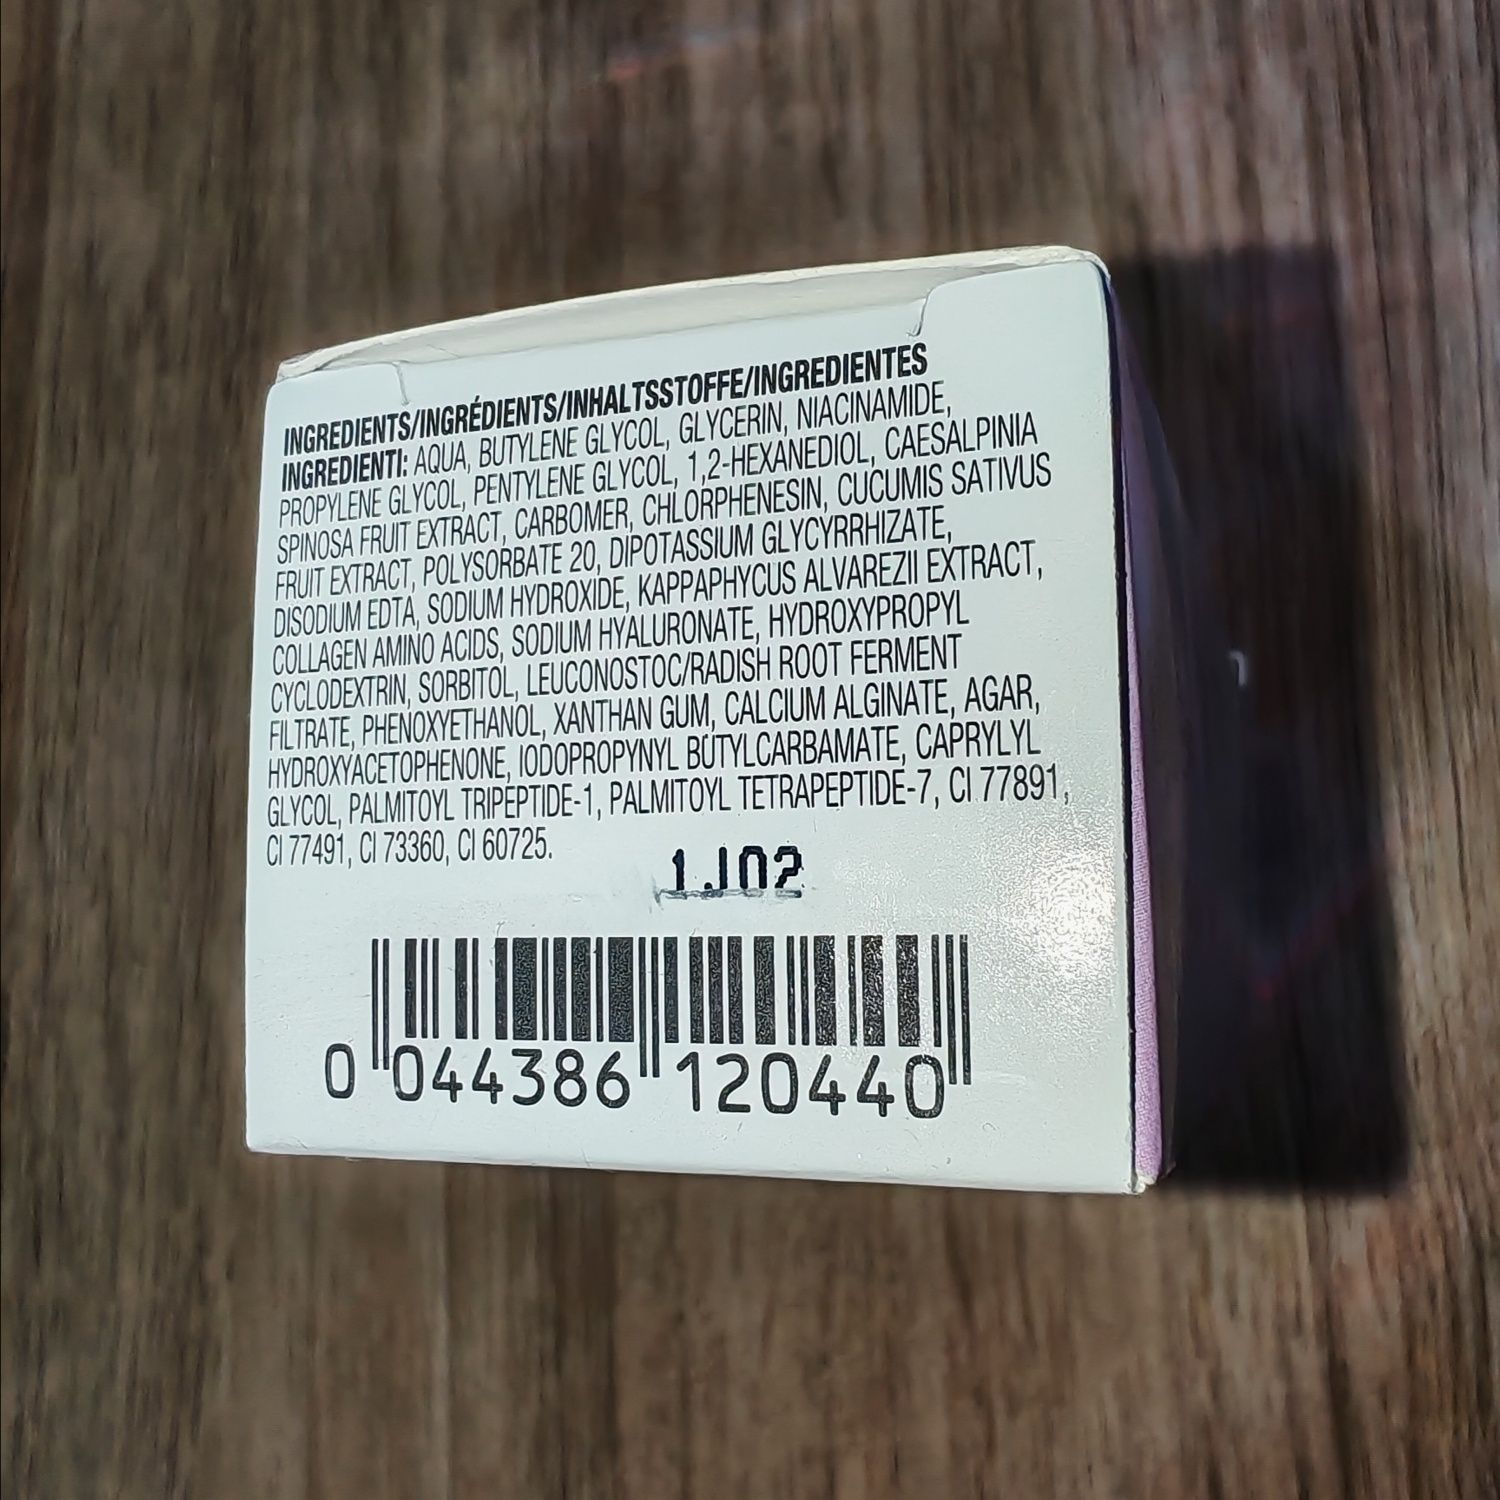 INGREDIENTS/INGRÉDIENTS/INHALTSSTOFFE/INGREDIENTES
INGREDIENTI: AQUA, BUTYLENE GLYCOL, GLYCERIN, NIACINAMIDE,
PROPYLENE GLYCOL, PENTYLENE GLYCOL, 1,2-HEXANEDIOL, CAESALPINIA
SPINOSA FRUIT EXTRACT, CARBOMER, CHLORPHENESIN, CUCUMIS SATIVUS
FRUIT EXTRACT, POLYSORBATE 20, DIPOTASSIUM GLYCYRRHIZATE,
DISODIUM EDTA, SODIUM HYDROXIDE, KAPPAPHYCUS ALVAREZII EXTRACT,
COLLAGEN AMINO ACIDS, SODIUM HYALURONATE, HYDROXYPROPYL
CYCLODEXTRIN, SORBITOL, LEUCONOSTOC/RADISH ROOT FERMENT
FILTRATE, PHENOXYETHANOL, XANTHAN GUM, CALCIUM ALGINATE, AGAR,
HYDROXYACETOPHENONE, IODOPROPYNYL BUTYLCARBAMATE, CAPRYLYL
GLYCOL, PALMITOYL TRIPEPTIDE-1, PALMITOYL TETRAPEPTIDE-7, CI 77891,
CI 77491, CI 73360, CI 60725.
1J02
0 044386 120440